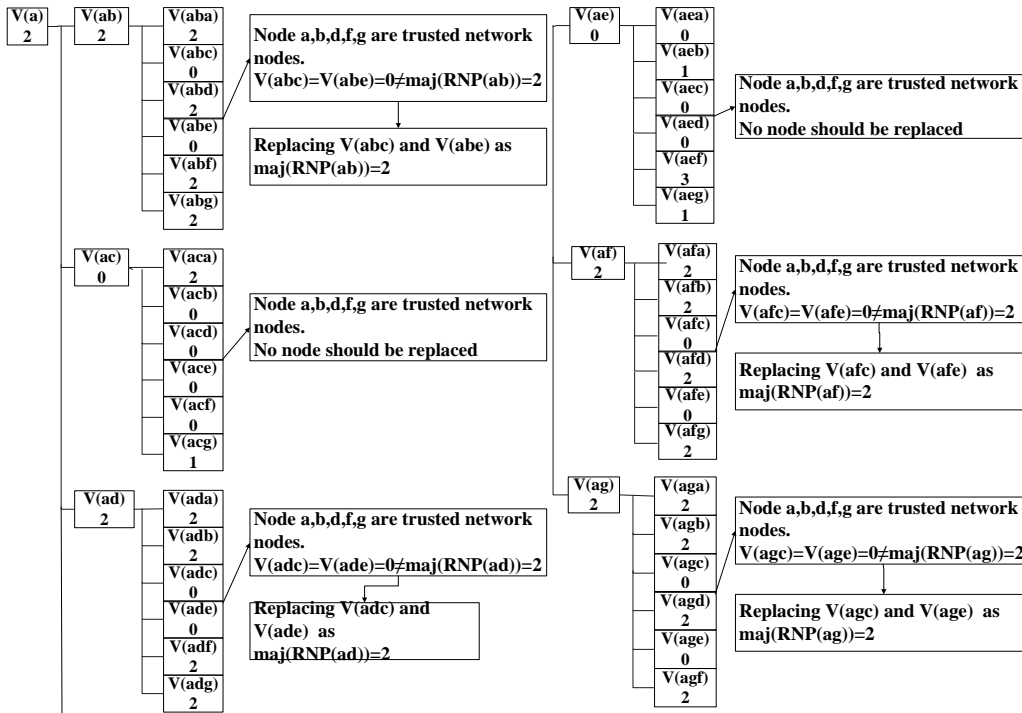 V(a)
2
V(ab)
2
V(aba)
2
V(abc)
0
V(abd)
2
V(abe)
0
V(abf)
2
V(abg)
2
Node a,b,d,f,g are trusted network
nodes.
V(abc)=V(abe)=0≠maj(RNP(ab))=2
Replacing V(abc) and V(abe) as
maj(RNP(ab))=2
V(ac)
0
V(aca)
2
V(acb)
0
V(acd)
0
V(ace)
0
V(acf)
0
V(acg)
1
Node a,b,d,f,g are trusted network
nodes.
No node should be replaced
V(ad)
2
V(ada)
2
V(adb)
2
V(adc)
0
V(ade)
0
V(adf)
2
V(adg)
2
Node a,b,d,f,g are trusted network
nodes.
V(adc)=V(ade)=0≠maj(RNP(ad))=2
Replacing V(adc) and
V(ade) as
maj(RNP(ad))=2
V(ae)
0
V(aea)
0
V(aeb)
1
V(aec)
0
V(aed)
0
V(aef)
3
V(aeg)
1
Node a,b,d,f,g are trusted network
nodes.
No node should be replaced
V(af)
2
V(afa)
2
V(afb)
2
V(afc)
0
V(afd)
2
V(afe)
0
V(afg)
2
Node a,b,d,f,g are trusted network
nodes.
V(afc)=V(afe)=0≠maj(RNP(af))=2
Replacing V(afc) and V(afe) as
maj(RNP(af))=2
V(ag)
2
V(aga)
2
V(agb)
2
V(agc)
0
V(agd)
2
V(age)
0
V(agf)
2
Node a,b,d,f,g are trusted network
nodes.
V(agc)=V(age)=0≠maj(RNP(ag))=2
Replacing V(agc) and V(age) as
maj(RNP(ag))=2